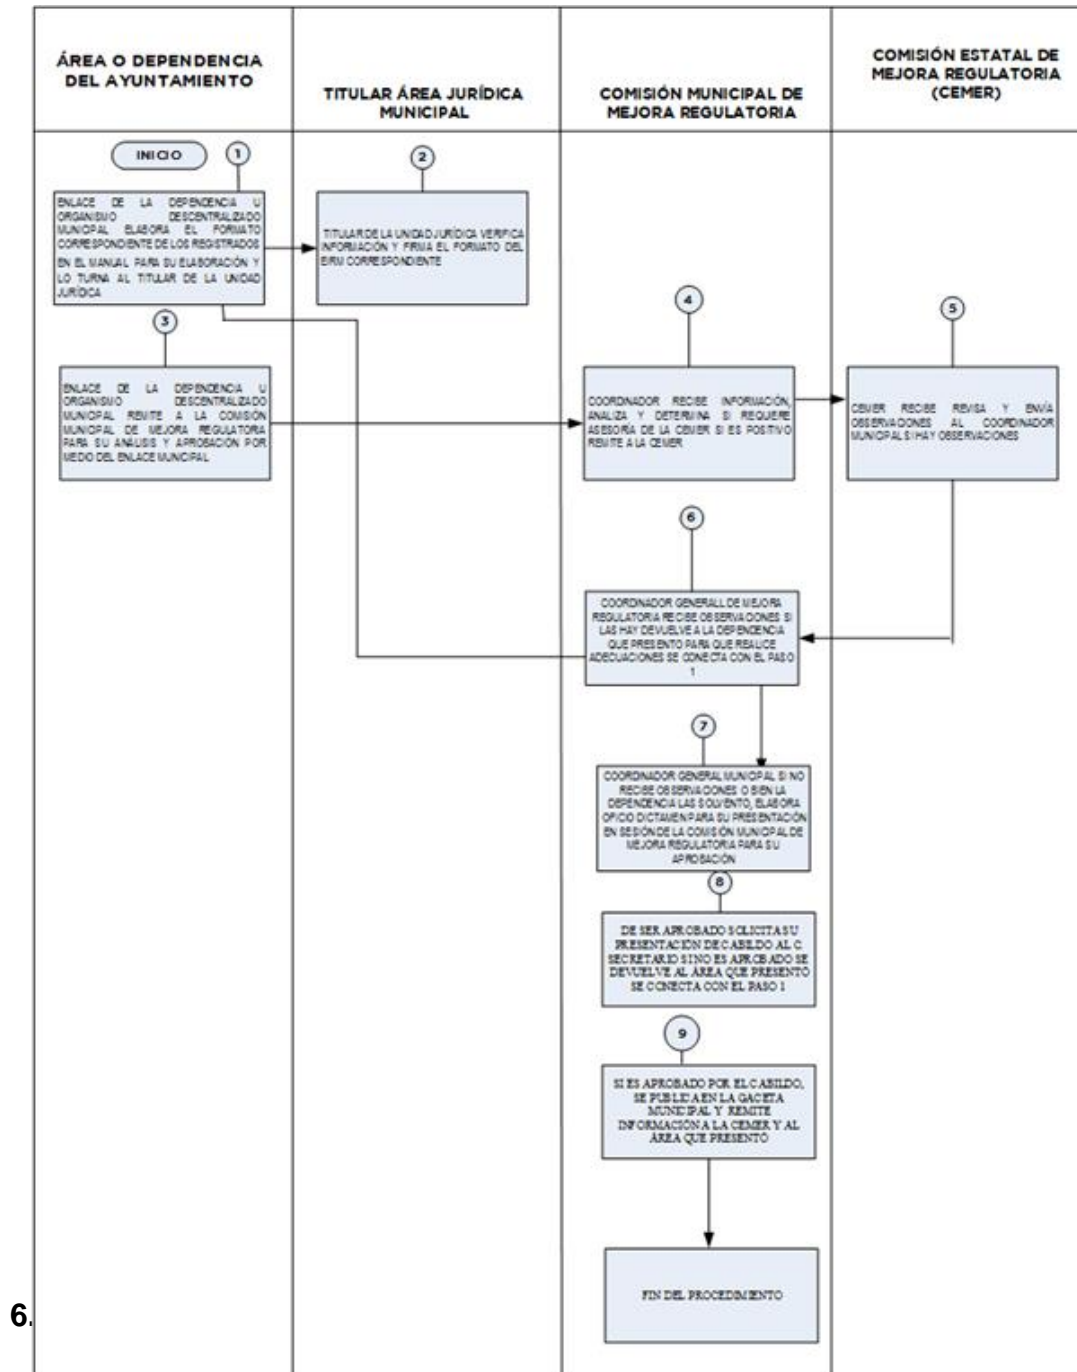 ÁREA O DEPENDENCIA
DEL AYUNTAMIENTO
TITULAR ÁREA JURÍDICA
MUNICIPAL
COMISIÓN MUNICIPAL DE
MEJORA REGULATORIA
COMISIÓN ESTATAL DE
MEJORA REGULATORIA
(CEMER)
INICIO
1
ENLACE DE LA DEPENDENCIA U
ORGANISMO DESCENTRALIZADO
MUNICIPAL ELABORA EL FORMATO
CORRESPONDIENTE DE LOS REGISTRADOS
EN EL MANUAL PARA SU ELABORACIÓN Y
LO TURNA AL TITULAR DE LA UNIDAD
JURÍDICA
2
TITULAR DE LA UNIDAD JURÍDICA VERIFICA
INFORMACIÓN Y FIRMA EL FORMATO DEL
EIRM CORRESPONDIENTE
3
ENLACE DE LA DEPENDENCIA U
ORGANISMO DESCENTRALIZADO
MUNICIPAL REMITE A LA COMISIÓN
MUNICIPAL DE MEJORA REGULATORIA
PARA SU ANÁLISIS Y APROBACIÓN POR
MEDIO DEL ENLACE MUNICIPAL
4
COORDINADOR RECIBE INFORMACIÓN,
ANALIZA Y DETERMINA SI REQUIERE
ASESORÍA DE LA CEMER SI ES POSITIVO
REMITE A LA CEMER
5
CEMER RECIBE REVISA Y ENVÍA
OBSERVACIONES AL COORDINADOR
MUNICIPAL SI HAY OBSERVACIONES
6
COORDINADOR GENERALL DE MEJORA
REGULATORIA RECIBE OBSERVACIONES SI
LAS HAY DEVUELVE A LA DEPENDENCIA
QUE PRESENTO PARA QUE REALICE
ADECUACIONES SE CONECTA CON EL PASO
1
7
COORDINADOR GENERAL MUNICIPAL SI NO
RECIBE OBSERVACIONES O BIEN LA
DEPENDENCIA LAS SOLVENTO, ELABORA
OFICIO DICTAMEN PARA SU PRESENTACIÓN
EN SESIÓN DE LA COMISIÓN MUNICIPAL DE
MEJORA REGULATORIA PARA SU
APROBACIÓN
8
DE SER APROBADO SOLICITA SU
PRESENTACIÓN DE CABILDO AL C.
SECRETARIO SI NO ES APROBADO SE
DEVUELVE AL ÁREA QUE PRESENTO
SE CONECTA CON EL PASO 1
9
SI ES APROBADO POR EL CABILDO,
SE PUBLICA EN LA GACETA
MUNICIPAL Y REMITE
INFORMACIÓN A LA CEMER Y AL
ÁREA QUE PRESENTÓ
FIN DEL PROCEDIMIENTO
6.